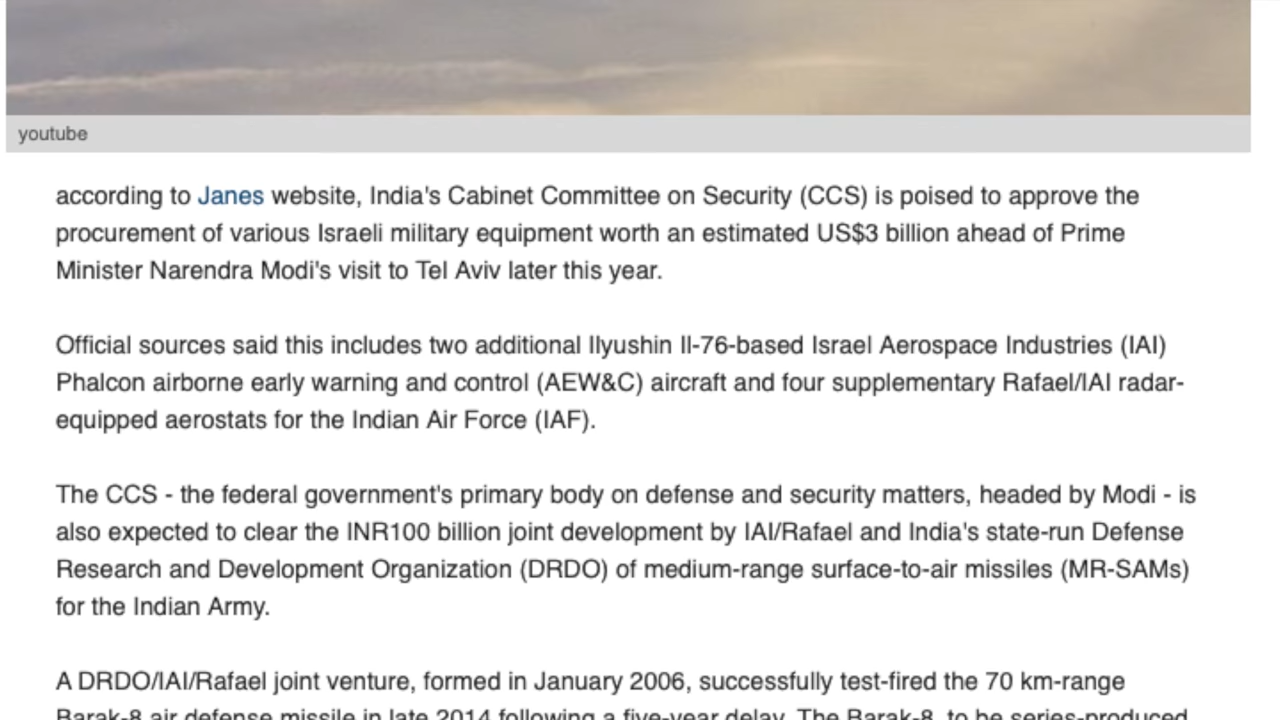 youtube
according to Janes website, India's Cabinet Committee on Security (CCS) is poised to approve the
procurement of various Israeli military equipment worth an estimated US$3 billion ahead of Prime
Minister Narendra Modi's visit to Tel Aviv later this year.
Official sources said this includes two additional Ilyushin Il-76-based Israel Aerospace Industries (IAI)
Phalcon airborne early warning and control (AEW&C) aircraft and four supplementary Rafael/IAI radar-
equipped aerostats for the Indian Air Force (IAF).
The CCS - the federal government's primary body on defense and security matters, headed by Modi - is
also expected to clear the INR100 billion joint development by IAI/Rafael and India's state-run Defense
Research and Development Organization (DRDO) of medium-range surface-to-air missiles (MR-SAMs)
for the Indian Army.
A DRDO/IAI/Rafael joint venture, formed in January 2006, successfully test-fired the 70 km-range
Barak-8 air defense missile in late 2014 following a five-year delay. The Barak-8, to be series-produced